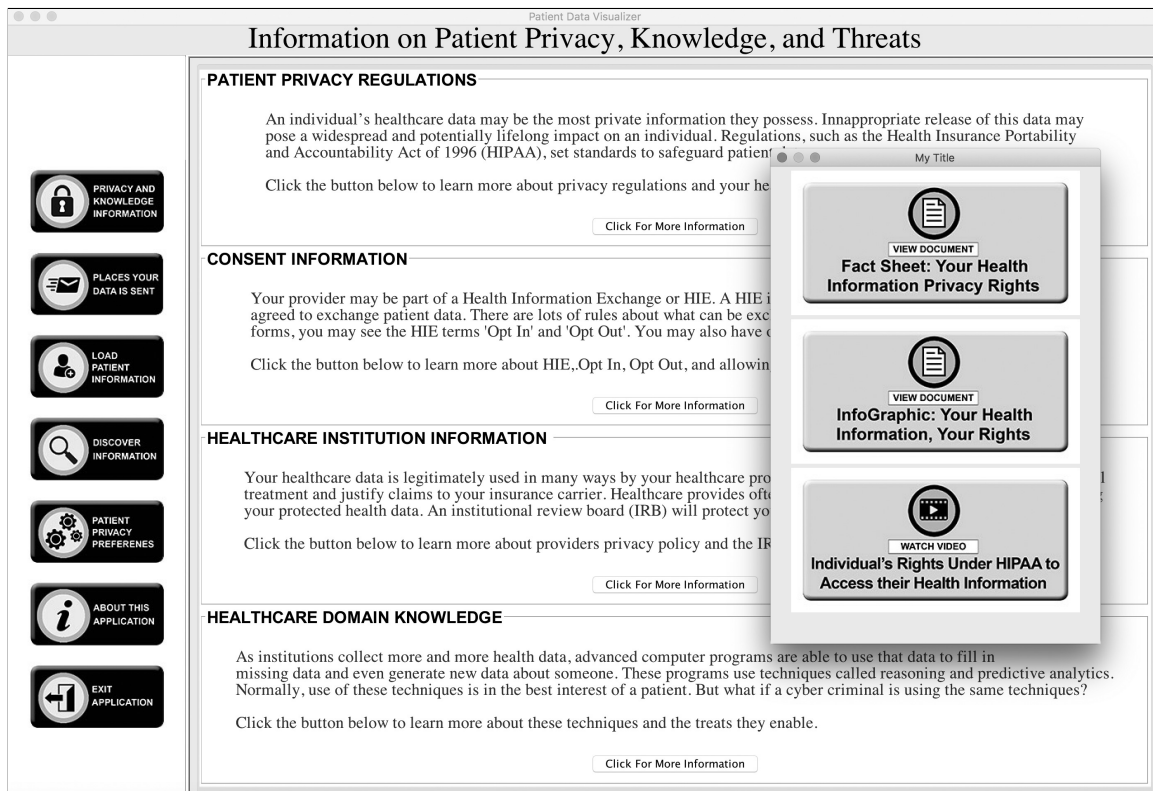 Patient Data Visualizer
Information on Patient Privacy, Knowledge, and Threats
PRIVACY AND
KNOWLEDGE
INFORMATION
PLACES YOUR
DATA IS SENT
LOAD
PATIENT
INFORMATION
DISCOVER
INFORMATION
PATIENT
PRIVACY
PREFERENES
ABOUT THIS
APPLICATION
EXIT
APPLICATION
PATIENT PRIVACY REGULATIONS
An individual's healthcare data may be the most private information they possess. Innappropriate release of this data may
pose a widespread and potentially lifelong impact on an individual. Regulations, such as the Health Insurance Portability
and Accountability Act of 1996 (HIPAA), set standards to safeguard patient
Click the button below to learn more about privacy regulations and your he
Click For More Information
CONSENT INFORMATION
Your provider may be part of a Health Information Exchange or HIE. A HIE i
agreed to exchange patient data. There are lots of rules about what can be exc
forms, you may see the HIE terms 'Opt In' and 'Opt Out'. You may also have
Click the button below to learn more about HIE,.Opt In, Opt Out, and allowin
Click For More Information
HEALTHCARE INSTITUTION INFORMATION
Your healthcare data is legitimately used in many ways by your healthcare pro
treatment and justify claims to your insurance carrier. Healthcare provides ofte
your protected health data. An institutional review board (IRB) will protect yo
Click the button below to learn more about providers privacy policy and the IR
Click For More Information
HEALTHCARE DOMAIN KNOWLEDGE
As institutions collect more and more health data, advanced computer programs are able to use that data to fill in
missing data and even generate new data about someone. These programs use techniques called reasoning and predictive analytics.
Normally, use of these techniques is in the best interest of a patient. But what if a cyber criminal is using the same techniques?
Click the button below to learn more about these techniques and the treats they enable.
Click For More Information
My Title
VIEW DOCUMENT
Fact Sheet: Your Health
Information Privacy Rights
VIEW DOCUMENT
InfoGraphic: Your Health
Information, Your Rights
WATCH VIDEO
Individual's Rights Under HIPAA to
Access their Health Information